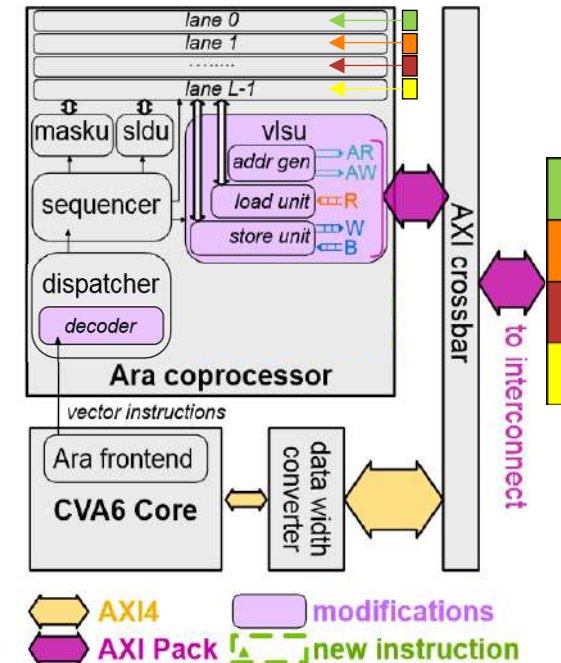 lane 0
lane 1
........
lane L-1
masku
sldu
vlsu
addr gen
AR
AW
sequencer
load unit
R
store unit
W
B
dispatcher
decoder
Ara coprocessor
AXI crossbar
to interconnect
vector instructions
Ara frontend
CVA6 Core
data width
converter
AXI4
modifications
AXI Pack
new instruction